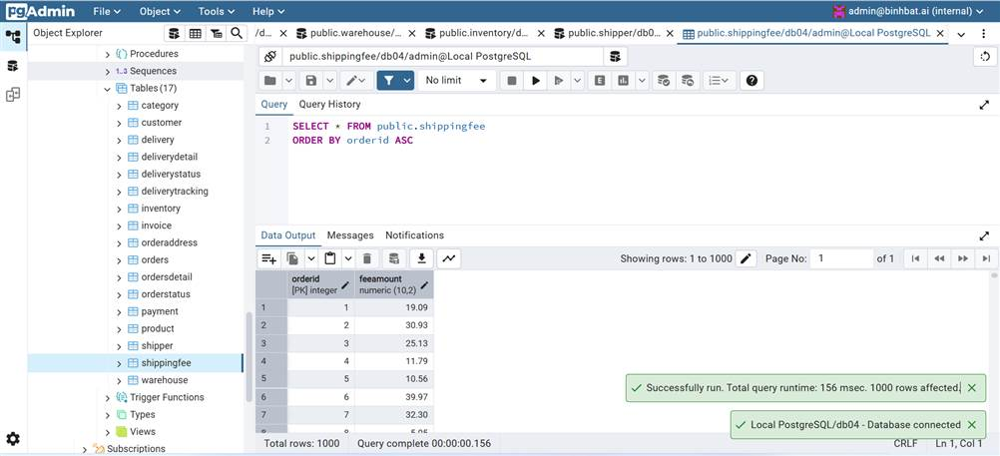 pgAdmin File Object Tools Help admin@binhbat.ai (internal)
Object Explorer
/d... public.warehouse/... public.inventory/d... public.shipper/db0... public.shippingfee/db04/admin@Local PostgreSQL
public.shippingfee/db04/admin@Local PostgreSQL
No limit
E
Query Query History
1 SELECT * FROM public.shippingfee
2 ORDER BY orderid ASC
Procedures
1..3 Sequences
Tables (17)
category
customer
delivery
deliverydetail
deliverystatus
deliverytracking
inventory
invoice
orderaddress
orders
ordersdetail
orderstatus
payment
product
shipper
shippingfee
warehouse
Trigger Functions
Types
Views
Subscriptions
Data Output Messages Notifications
Showing rows: 1 to 1000 Page No: 1 of 1
orderid feeamount
[PK] integer numeric (10,2)
1 1 19.09
2 2 30.93
3 3 25.13
4 4 11.79
5 5 10.56
6 6 39.97
7 7 32.30
8 5.05
Successfully run. Total query runtime: 156 msec. 1000 rows affected.
Local PostgreSQL/db04 - Database connected
Total rows: 1000 Query complete 00:00:00.156 CRLF Ln 1, Col 1